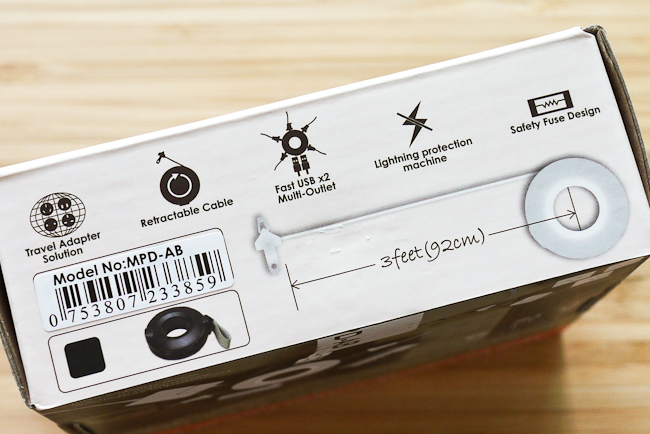 Travel Adapter
Solution
Retractable Cable
Fast USB x2
Multi-Outlet
Lightning protection
machine
Safety Fuse Design
3feet(92cm)
Model No:MPD-AB
0 753807 233859